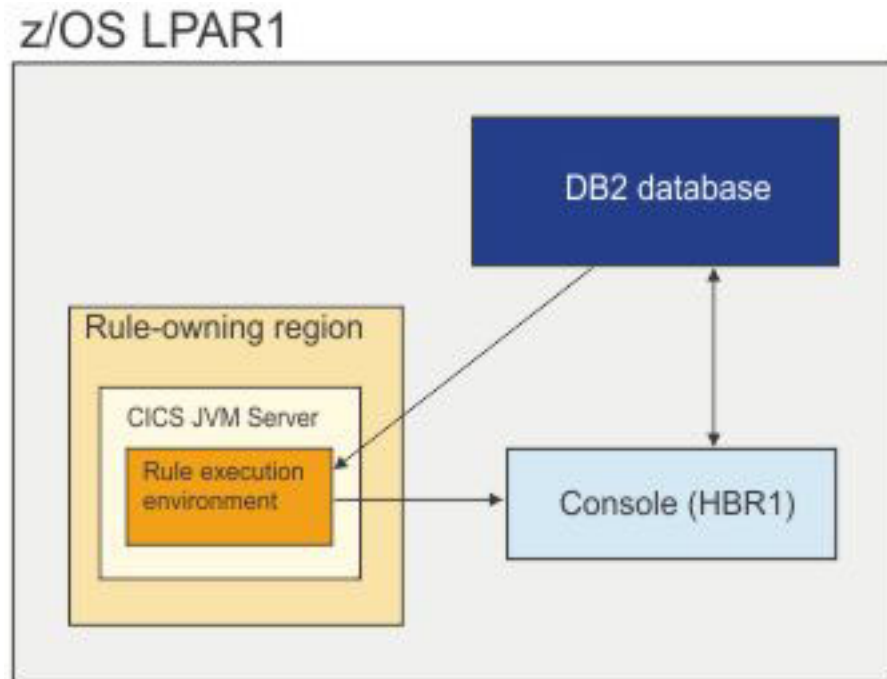 z/OS LPAR1
DB2 database
Rule-owning region
CICS JVM Server
Rule execution
environment
Console (HBR1)